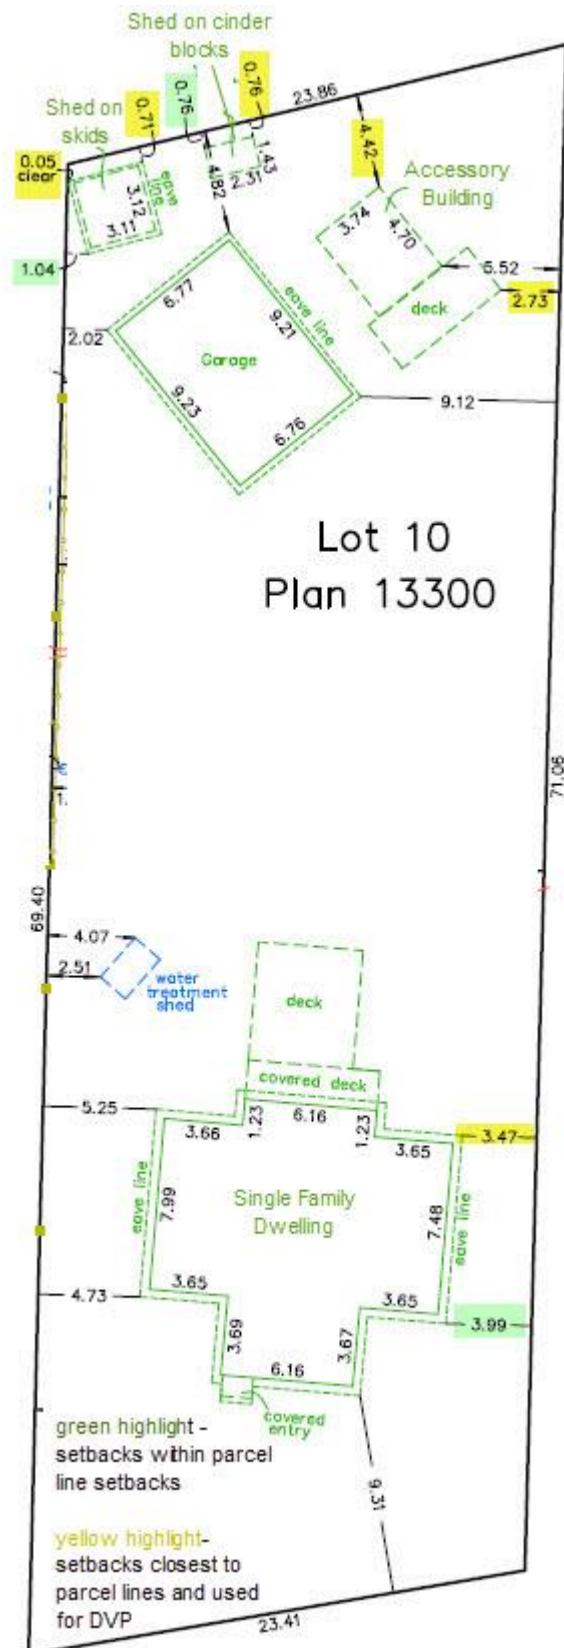 Shed on cinder
blocks
Shed on
skids
0.71
0.76
0.76
23.86
0.05
clear
3.12
eave
line
3.11
4.82
1.43
2.31
4.42
Accessory
Building
3.74
4.70
1.04
5.52
deck
2.73
6.77
eave line
9.21
2.02
Garage
9.23
6.76
9.12
Lot 10
Plan 13300
71.06
1.
69.40
4.07
2.51
water
treatment
shed
deck
covered deck
5.25
3.66
1.23
6.16
1.23
3.65
3.47
eave line
7.99
Single Family
Dwelling
7.48
eave line
4.73
3.65
3.69
3.67
3.65
3.99
6.16
covered
entry
9.31
green highlight -
setbacks within parcel
line setbacks
yellow highlight-
setbacks closest to
parcel lines and used
for DVP
23.41